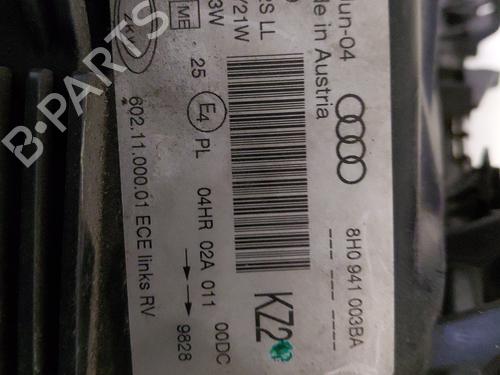 Jun-04
de in Austria
8H0 941 003BA
--- --- ----
S LL
/21W
3W
ME
25 E4 PL 04HR 02A 011 00DC
9828
602.11.000.01 ECE links RV
KZ2
B-PARTS